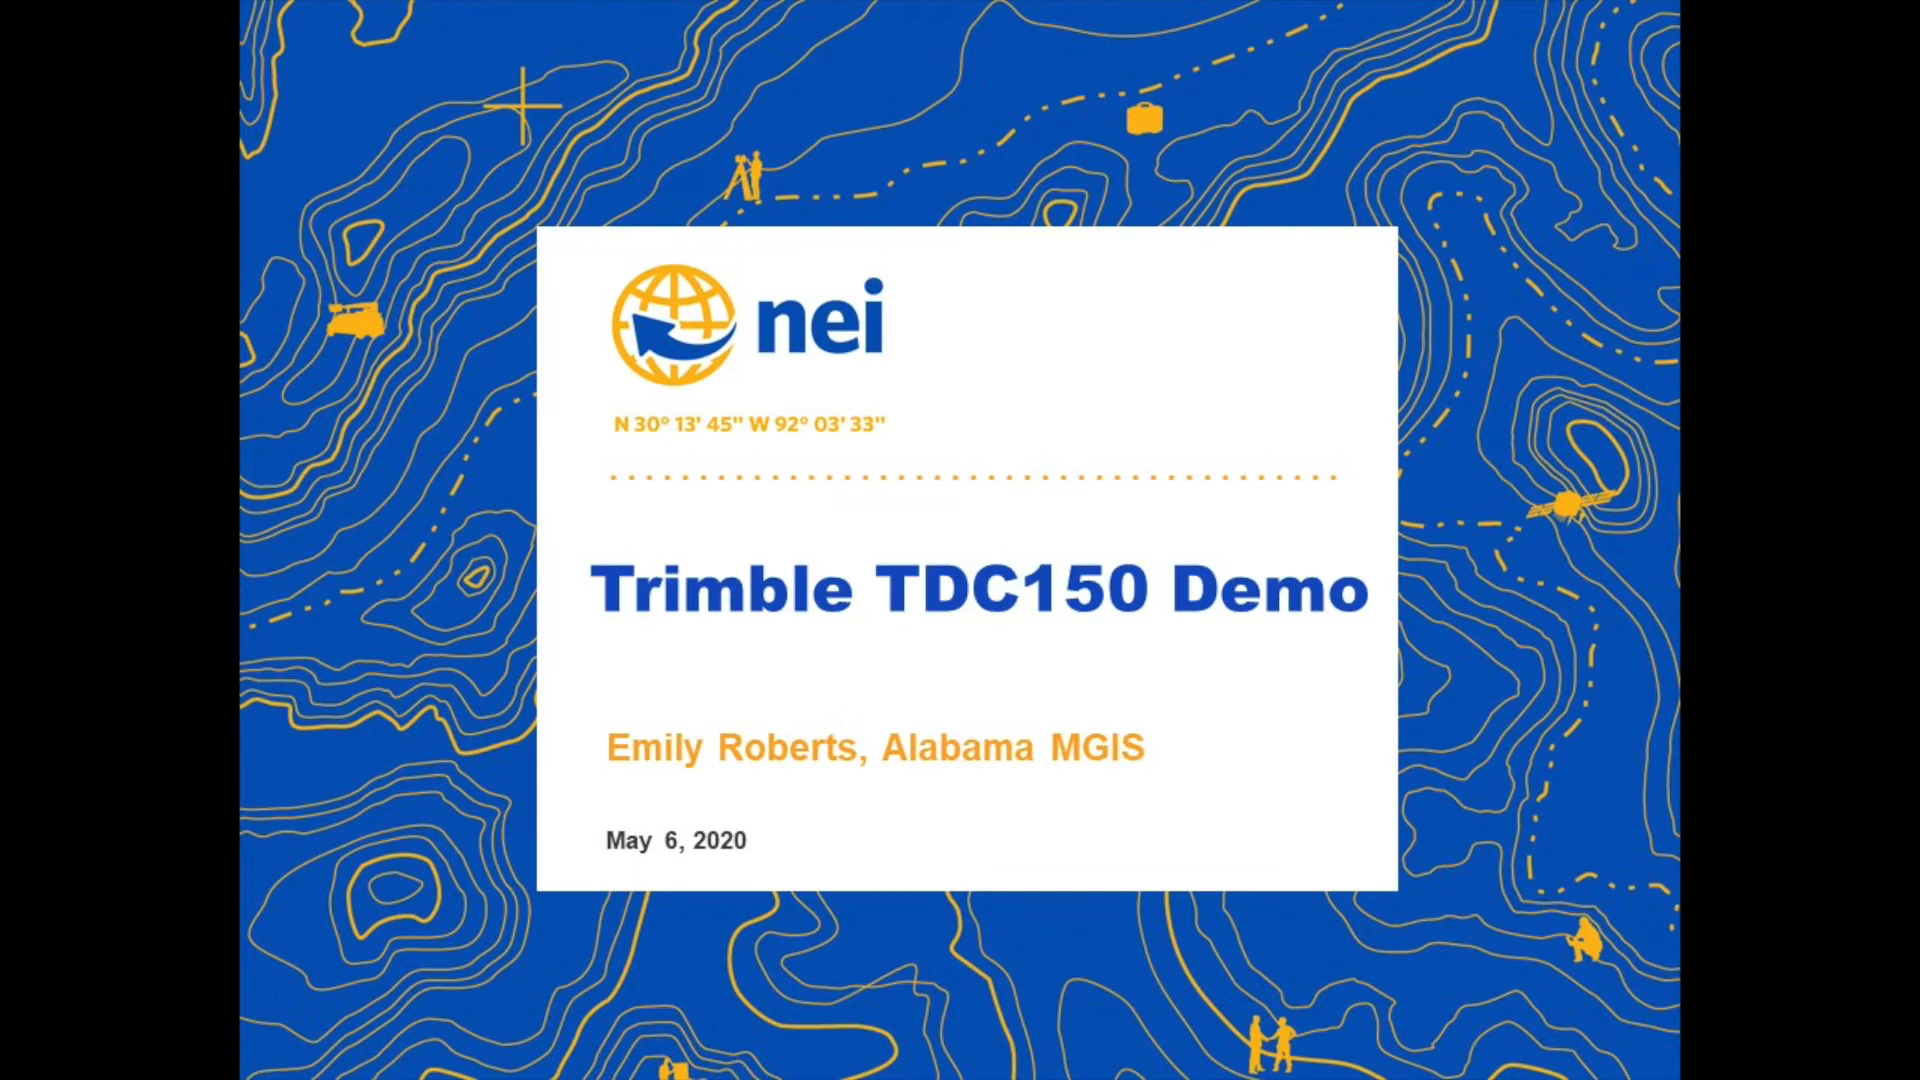 nei
N 30° 13' 45" W 92° 03' 33"
Trimble TDC150 Demo
Emily Roberts, Alabama MGIS
May 6, 2020